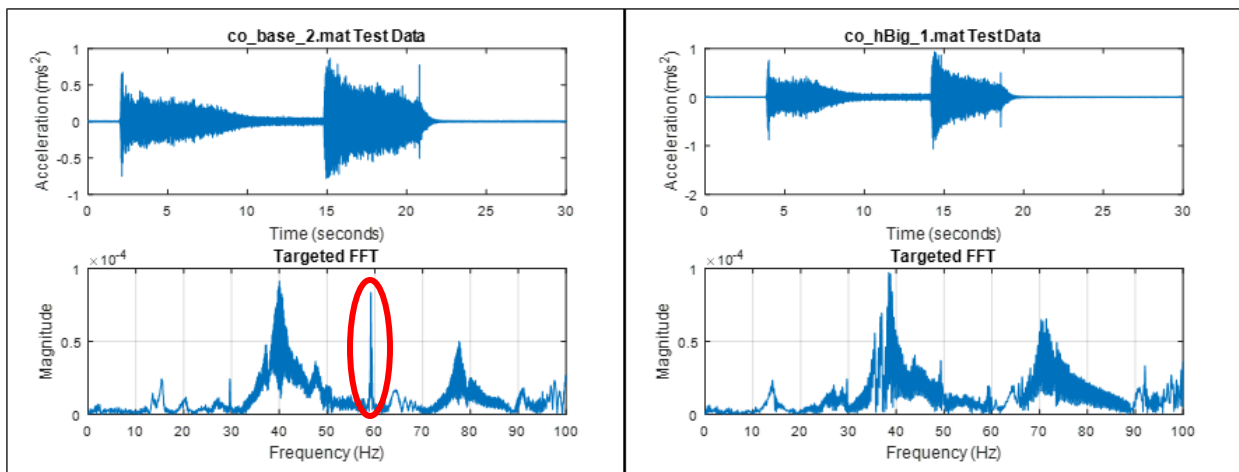 co_base_2.mat Test Data
1
0.5
0
-0.5
-1
Acceleration (m/s²)
0 5 10 15 20 25 30
Time (seconds)
×10⁻⁴
Targeted FFT
1
0.5
0
Magnitude
0 10 20 30 40 50 60 70 80 90 100
Frequency (Hz)
co_hBig_1.mat Test Data
1
0
-1
-2
Acceleration (m/s²)
0 5 10 15 20 25 30
Time (seconds)
×10⁻⁴
Targeted FFT
1
0.5
0
Magnitude
0 10 20 30 40 50 60 70 80 90 100
Frequency (Hz)